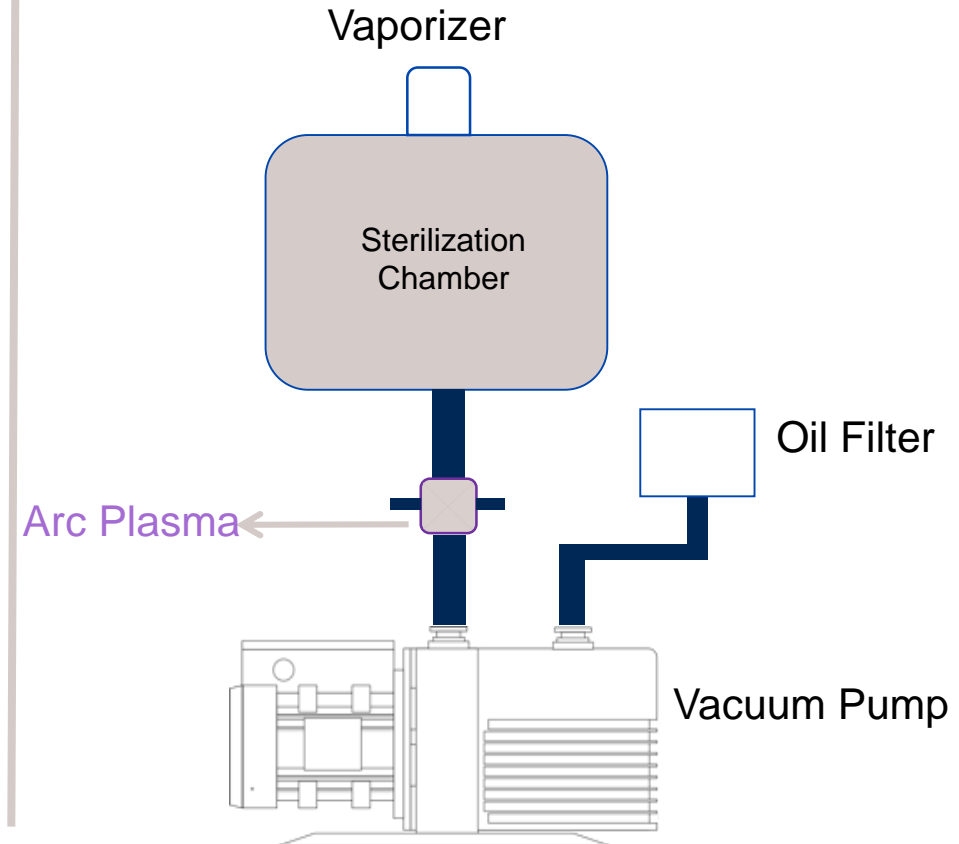 Vaporizer
Sterilization
Chamber
Oil Filter
Arc Plasma
Vacuum Pump